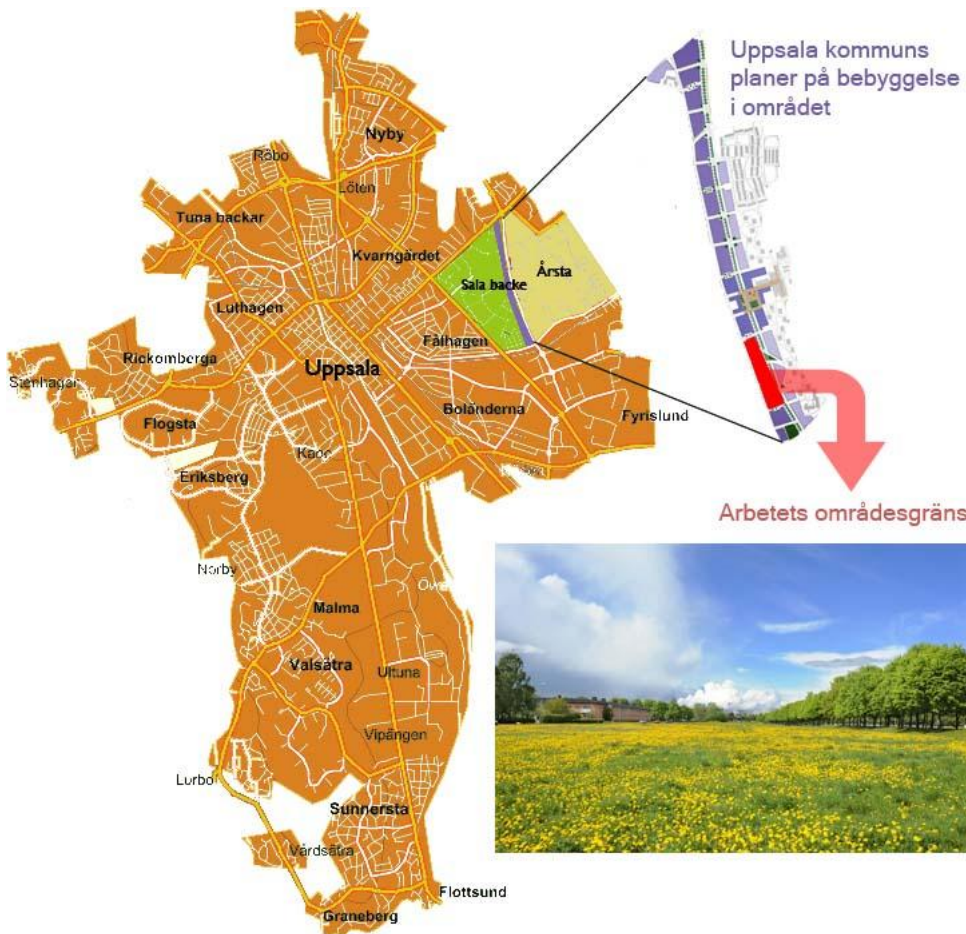 Uppsala kommuns
planer på bebyggelse
i området
Nyby
Röbo
Löten
Tuna backar
Kvarngärdet
Årsta
Sala backe
Luthagen
Fålhagen
Rickomberga
Uppsala
Stenhagen
Boländerna
Fyrislund
Flogsta
Kåbo
Eriksberg
Arbetets områdesgräns
Norby
Malma
Valsätra
Ultuna
Vipängen
Lurbo
Sunnersta
Vårdsätra
Flottsund
Graneberg